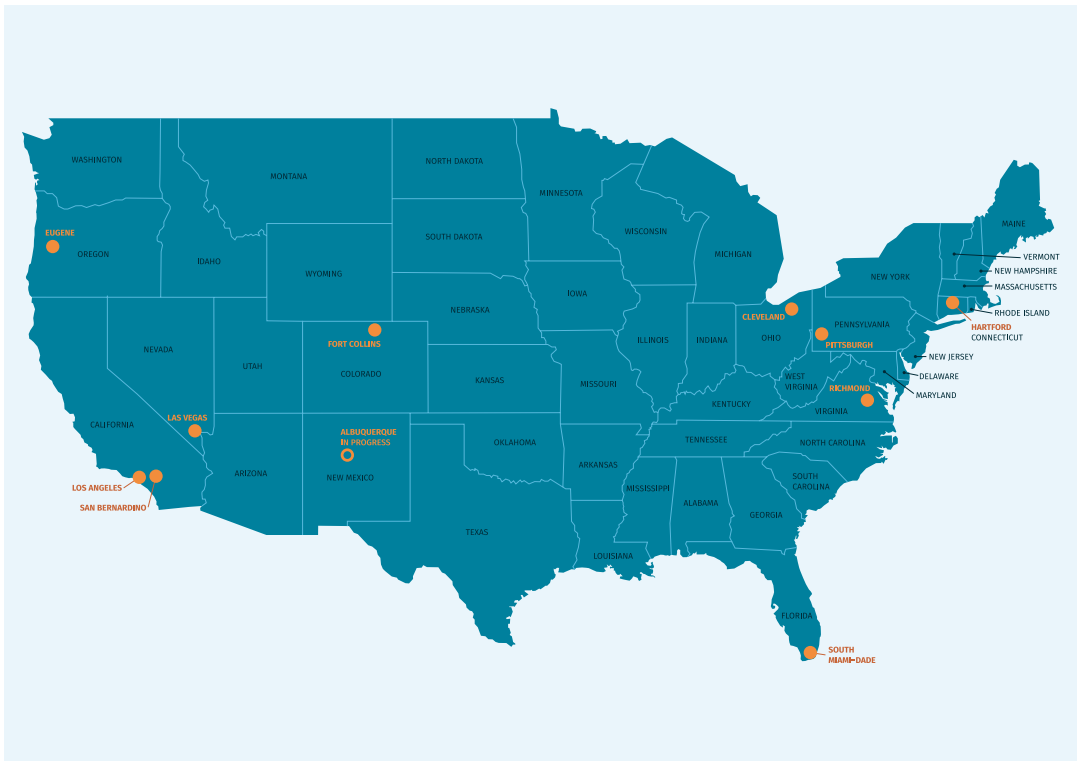 WASHINGTON
MONTANA
NORTH DAKOTA
MINNESOTA
EUGENE
OREGON
IDAHO
WYOMING
SOUTH DAKOTA
WISCONSIN
MICHIGAN
NEW YORK
MAINE
VERMONT
NEW HAMPSHIRE
MASSACHUSETTS
RHODE ISLAND
HARTFORD
CONNECTICUT
NEVADA
UTAH
FORT COLLINS
COLORADO
NEBRASKA
IOWA
ILLINOIS
INDIANA
CLEVELAND
OHIO
PENNSYLVANIA
PITTSBURGH
NEW JERSEY
DELAWARE
MARYLAND
KANSAS
MISSOURI
KENTUCKY
WEST
VIRGINIA
RICHMOND
VIRGINIA
CALIFORNIA
LAS VEGAS
ARIZONA
ALBUQUERQUE
IN PROGRESS
NEW MEXICO
OKLAHOMA
ARKANSAS
TENNESSEE
NORTH CAROLINA
LOS ANGELES
SAN BERNARDINO
TEXAS
LOUISIANA
MISSISSIPPI
ALABAMA
GEORGIA
SOUTH
CAROLINA
FLORIDA
SOUTH
MIAMI-DADE